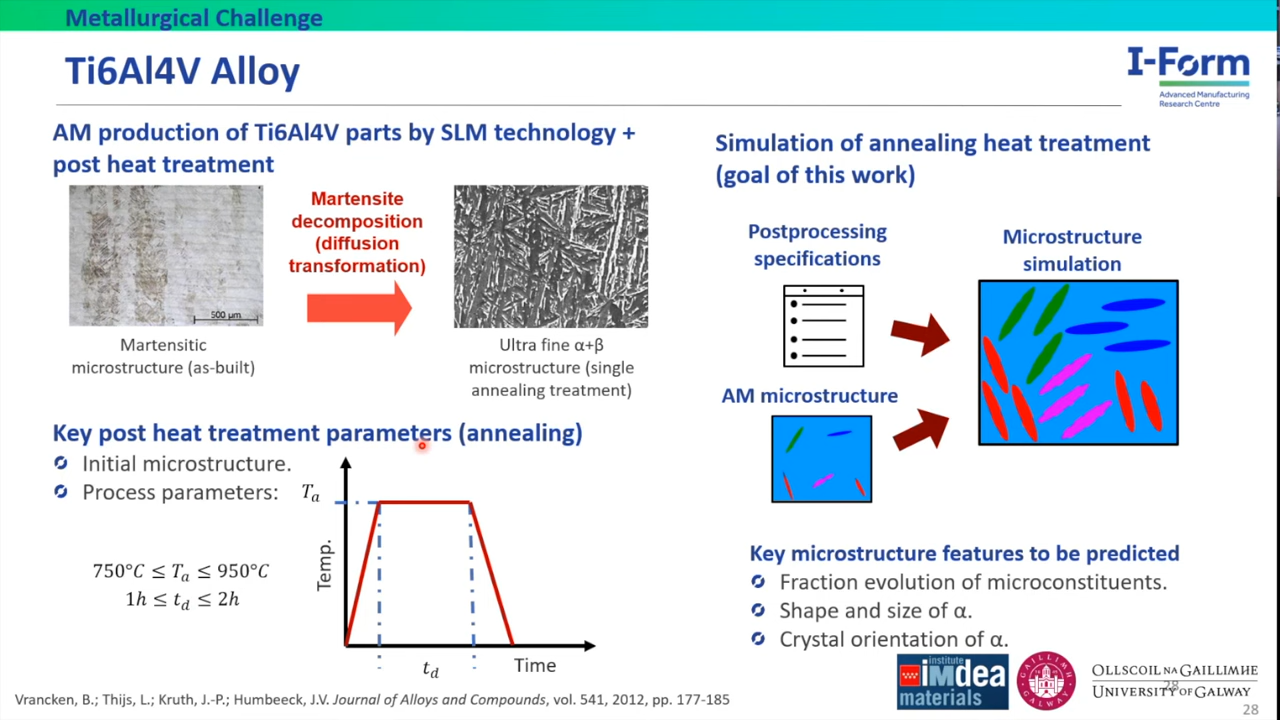 Metallurgical Challenge
Ti6Al4V Alloy
I-Form
Advanced Manufacturing
Research Centre
AM production of Ti6Al4V parts by SLM technology +
post heat treatment
500 µm
Martensite
decomposition
(diffusion
transformation)
Martensitic
microstructure (as-built)
Ultra fine α+β
microstructure (single
annealing treatment)
Key post heat treatment parameters (annealing)
Initial microstructure.
Process parameters:
750°C ≤ Tₐ ≤ 950°C
1h ≤ t_d ≤ 2h
Tₐ
Temp.
t_d
Time
Simulation of annealing heat treatment
(goal of this work)
Postprocessing
specifications
AM microstructure
Microstructure
simulation
Key microstructure features to be predicted
Fraction evolution of microconstituents.
Shape and size of α.
Crystal orientation of α.
Vrancken, B.; Thijs, L.; Kruth, J.-P.; Humbeeck, J.V. Journal of Alloys and Compounds, vol. 541, 2012, pp. 177-185
institute
iMdea
materials
OLLSCOIL NA GAILLIMHE
UNIVERSITY OF GALWAY
28
28